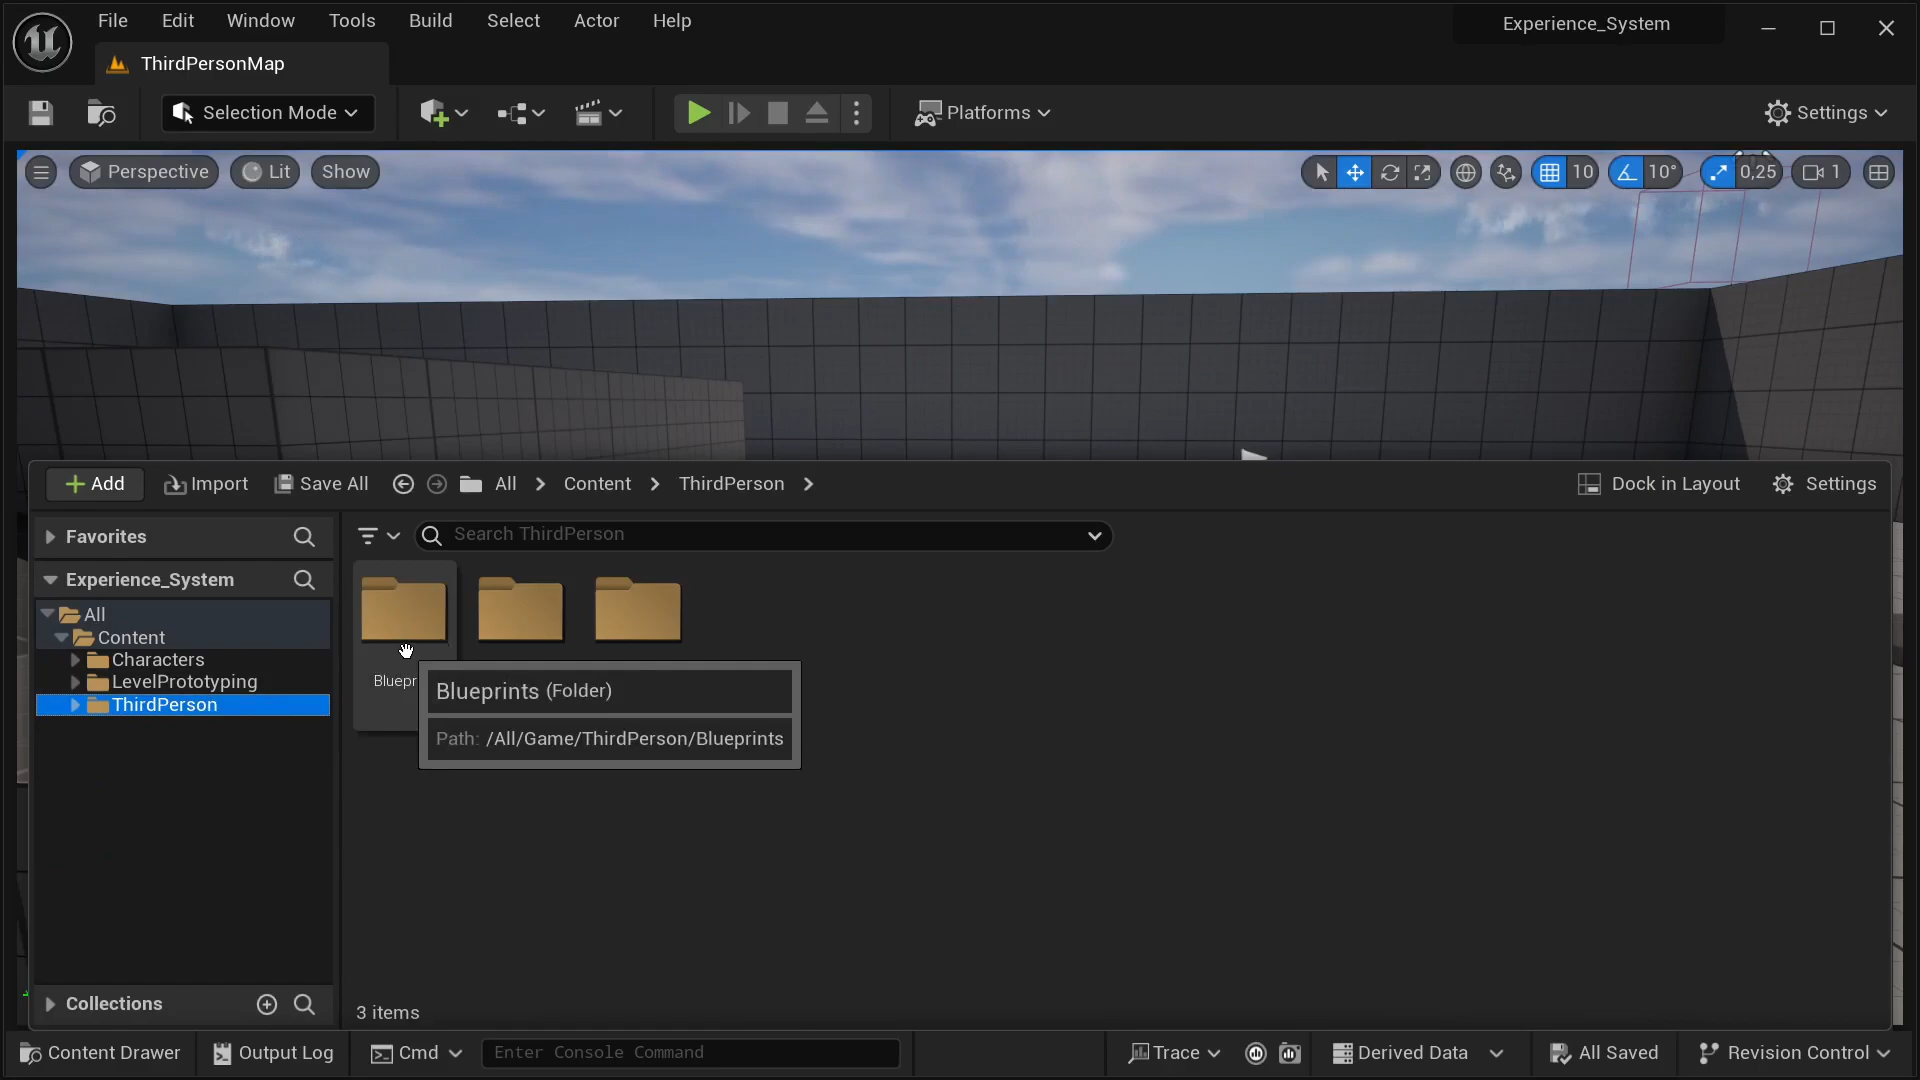 File Edit Window Tools Build Select Actor Help
Experience_System
ThirdPersonMap
Selection Mode
Platforms
Settings
Perspective
Lit
Show
10
10°
0,25
1
Add
Import
Save All
All
Content
ThirdPerson
Dock in Layout
Settings
Favorites
Search ThirdPerson
Experience_System
All
Content
Characters
LevelPrototyping
ThirdPerson
Bluepr
Blueprints (Folder)
Path: /All/Game/ThirdPerson/Blueprints
Collections
3 items
Content Drawer
Output Log
Cmd
Enter Console Command
Trace
Derived Data
All Saved
Revision Control